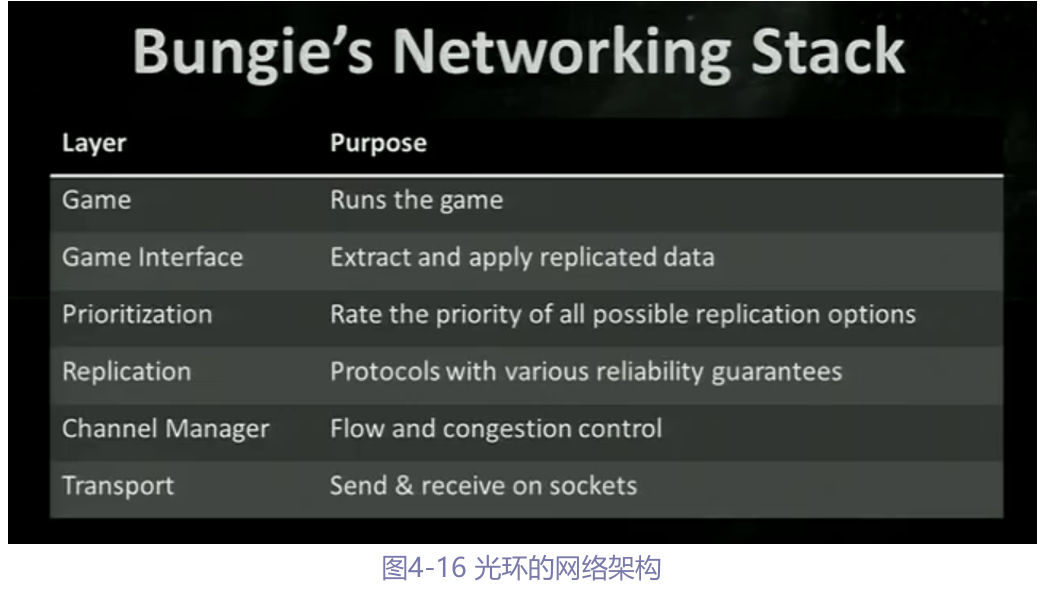 Bungie's Networking Stack
Layer Purpose
Game Runs the game
Game Interface Extract and apply replicated data
Prioritization Rate the priority of all possible replication options
Replication Protocols with various reliability guarantees
Channel Manager Flow and congestion control
Transport Send & receive on sockets
图4-16 光环的网络架构